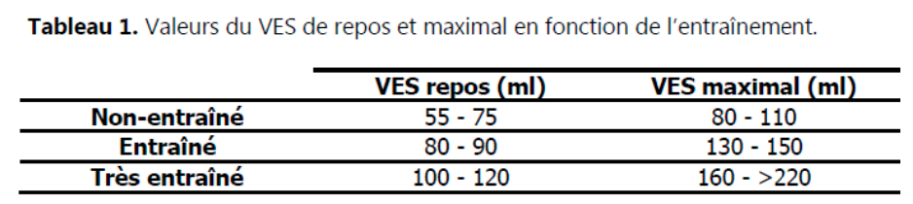 Tableau 1. Valeurs du VES de repos et maximal en fonction de l'entraînement.
VES repos (ml) VES maximal (ml)
Non-entraîné 55 - 75 80 - 110
Entraîné 80 - 90 130 - 150
Très entraîné 100 - 120 160 - >220